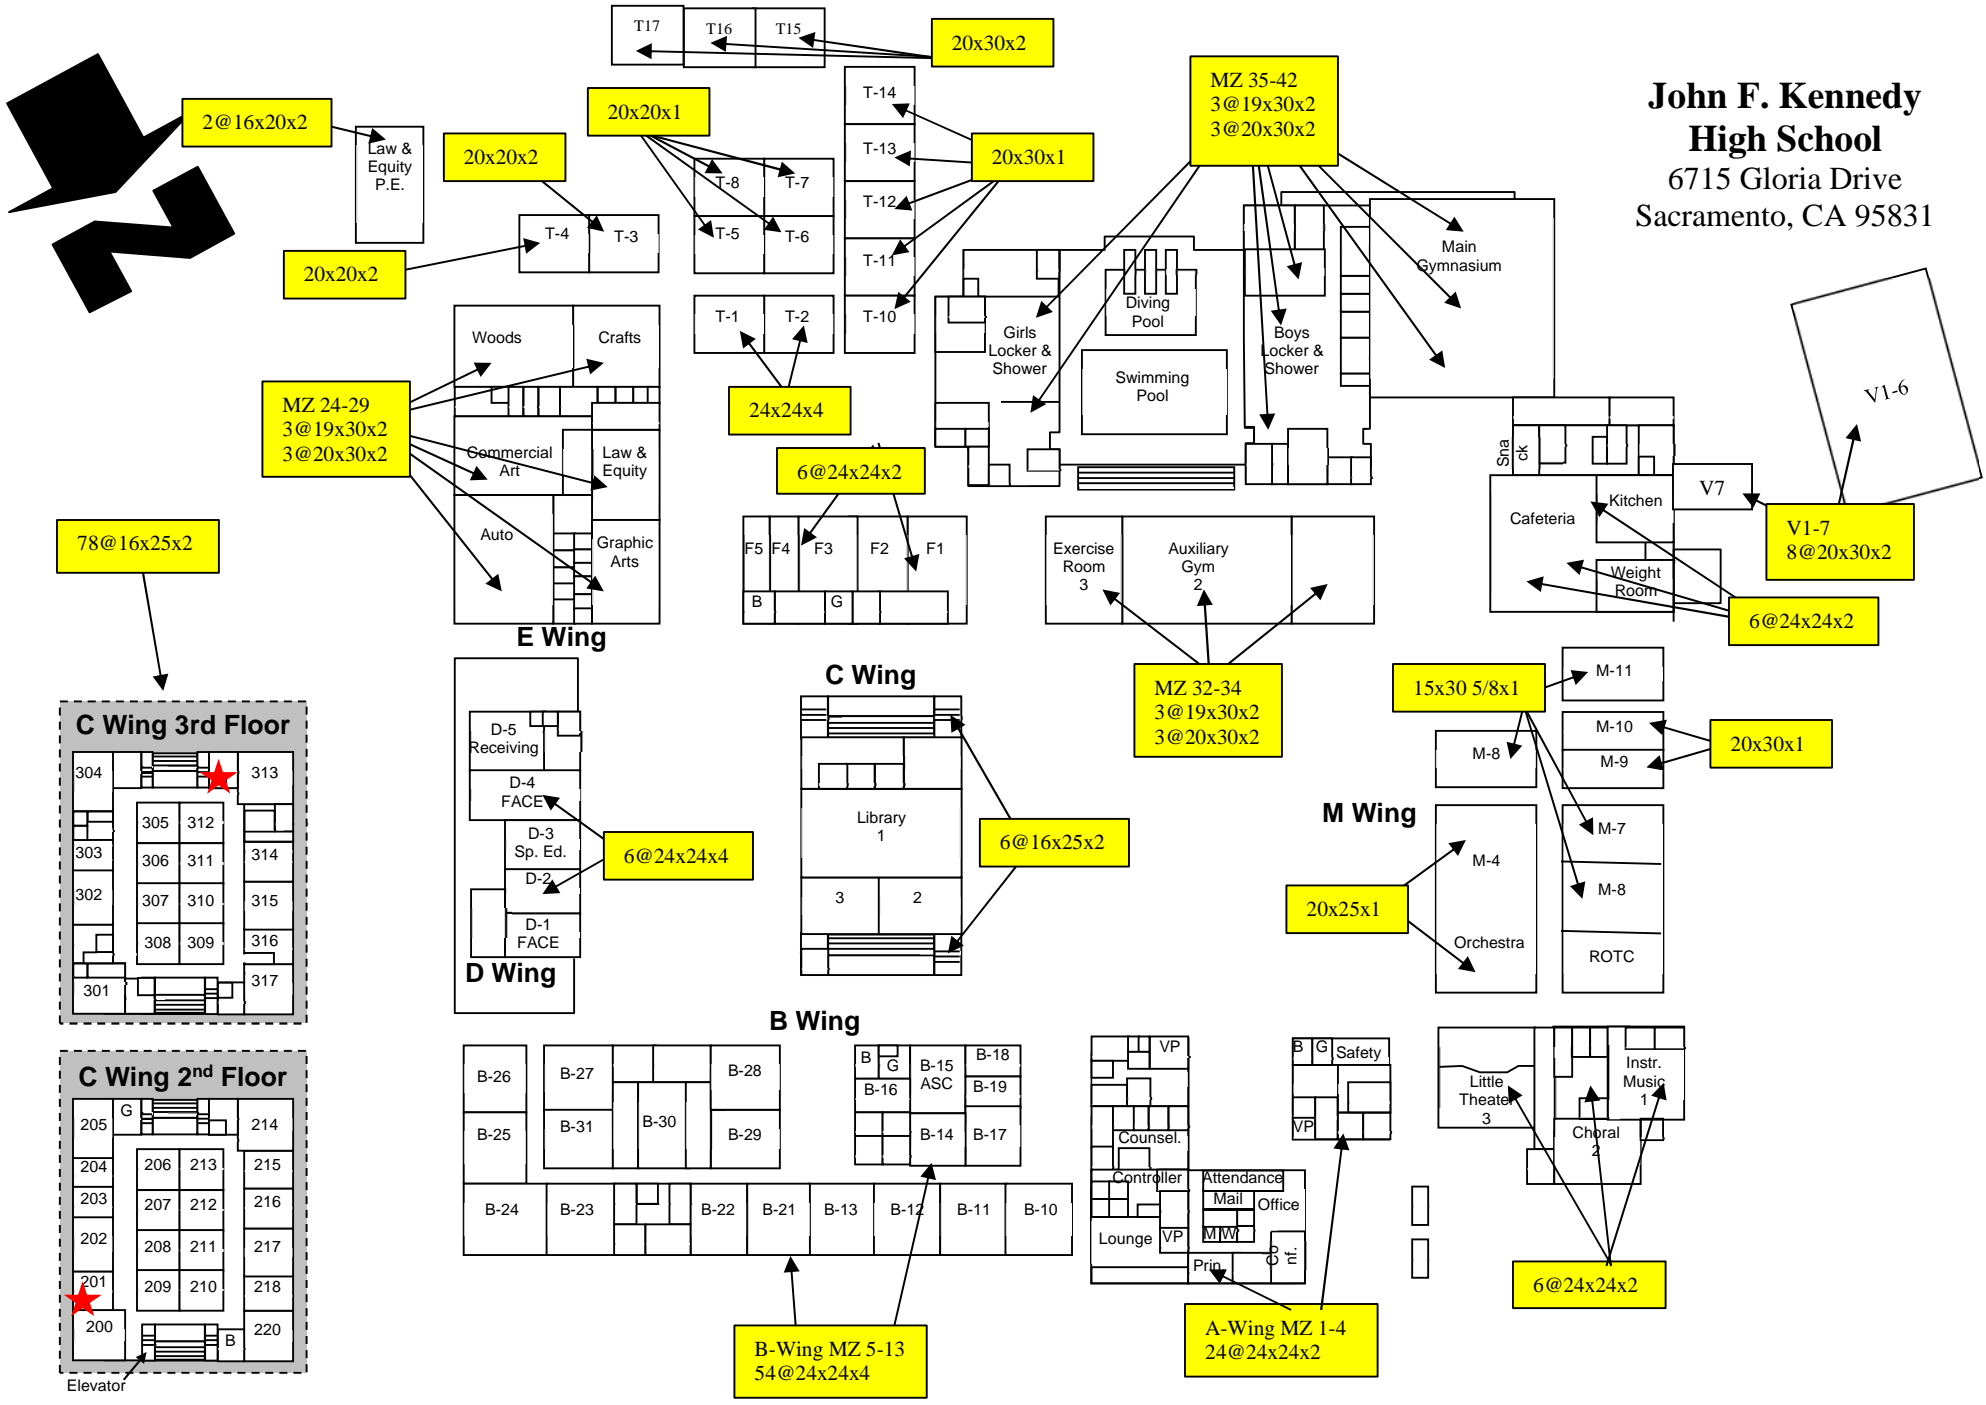 John F. Kennedy
High School
6715 Gloria Drive
Sacramento, CA 95831
T17
T16
T15
20x30x2
2@16x20x2
Law &
Equity
P.E.
20x20x2
20x20x2
T-4
T-3
20x20x1
T-8
T-7
T-5
T-6
T-1
T-2
24x24x4
T-14
T-13
T-12
T-11
T-10
20x30x1
MZ 35-42
3@19x30x2
3@20x30x2
Girls
Locker &
Shower
Diving
Pool
Swimming
Pool
Boys
Locker &
Shower
Main
Gymnasium
V1-6
Woods
Crafts
MZ 24-29
3@19x30x2
3@20x30x2
Commercial
Art
Law &
Equity
Auto
Graphic
Arts
E Wing
6@24x24x2
F5
F4
F3
F2
F1
B
G
Exercise
Room
3
Auxiliary
Gym
2
MZ 32-34
3@19x30x2
3@20x30x2
Sna
ck
Cafeteria
Kitchen
Weight
Room
V7
V1-7
8@20x30x2
6@24x24x2
78@16x25x2
C Wing 3rd Floor
304
313
305
312
303
306
311
314
302
307
310
315
308
309
316
301
317
C Wing 2nd Floor
G
205
214
204
206
213
215
203
207
212
216
202
208
211
217
201
209
210
218
200
B
220
Elevator
D-5
Receiving
D-4
FACE
D-3
Sp. Ed.
D-2
D-1
FACE
D Wing
6@24x24x4
C Wing
Library
1
3
2
6@16x25x2
15x30 5/8x1
M-11
M-10
M-9
M-8
20x30x1
M Wing
M-4
Orchestra
20x25x1
M-7
M-8
ROTC
B Wing
B-26
B-25
B-27
B-31
B-30
B-28
B-29
B
G
B-16
B-15
ASC
B-14
B-18
B-19
B-17
B-24
B-23
B-22
B-21
B-13
B-12
B-11
B-10
B-Wing MZ 5-13
54@24x24x4
VP
Counsel.
Controller
Attendance
Mail
Office
M
W
Lounge
VP
Prin.
Co
nf.
B
G
Safety
VP
A-Wing MZ 1-4
24@24x24x2
Little
Theater
3
Instr.
Music
1
Choral
2
6@24x24x2